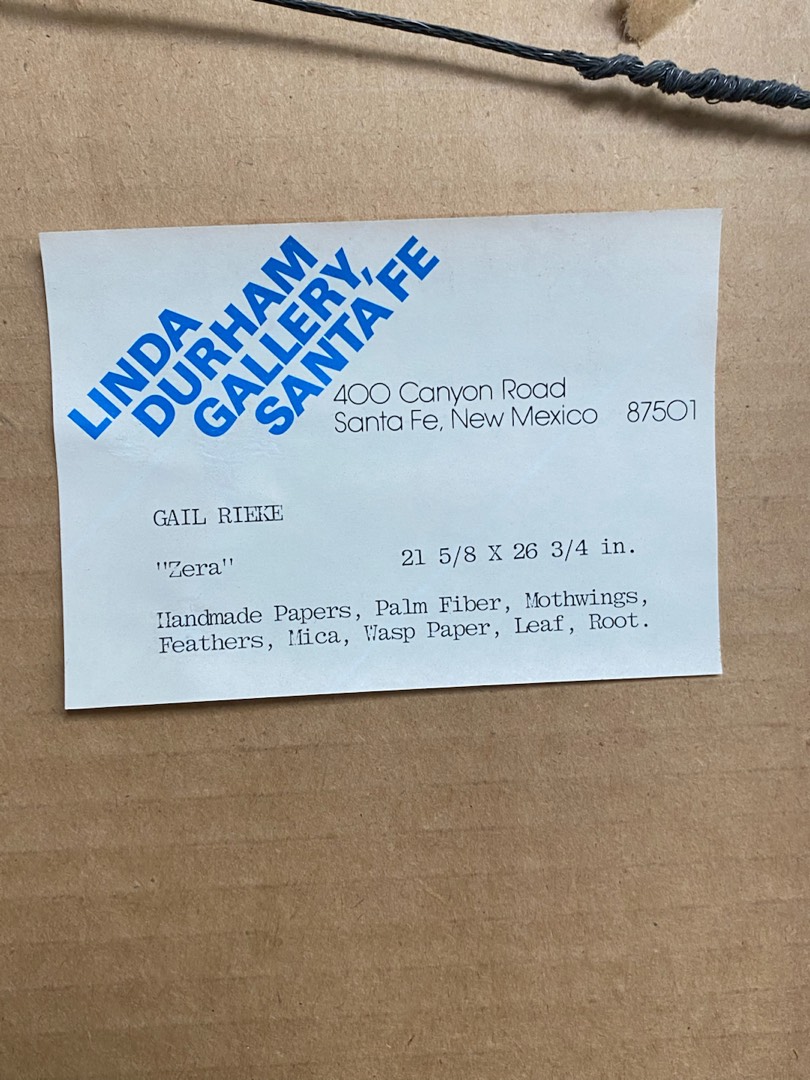 LINDA
DURHAM
GALLERY,
SANTA FE
400 Canyon Road
Santa Fe, New Mexico 87501
GAIL RIEKE
"Zera" 21 5/8 X 26 3/4 in.
Handmade Papers, Palm Fiber, Mothwings,
Feathers, Mica, Wasp Paper, Leaf, Root.